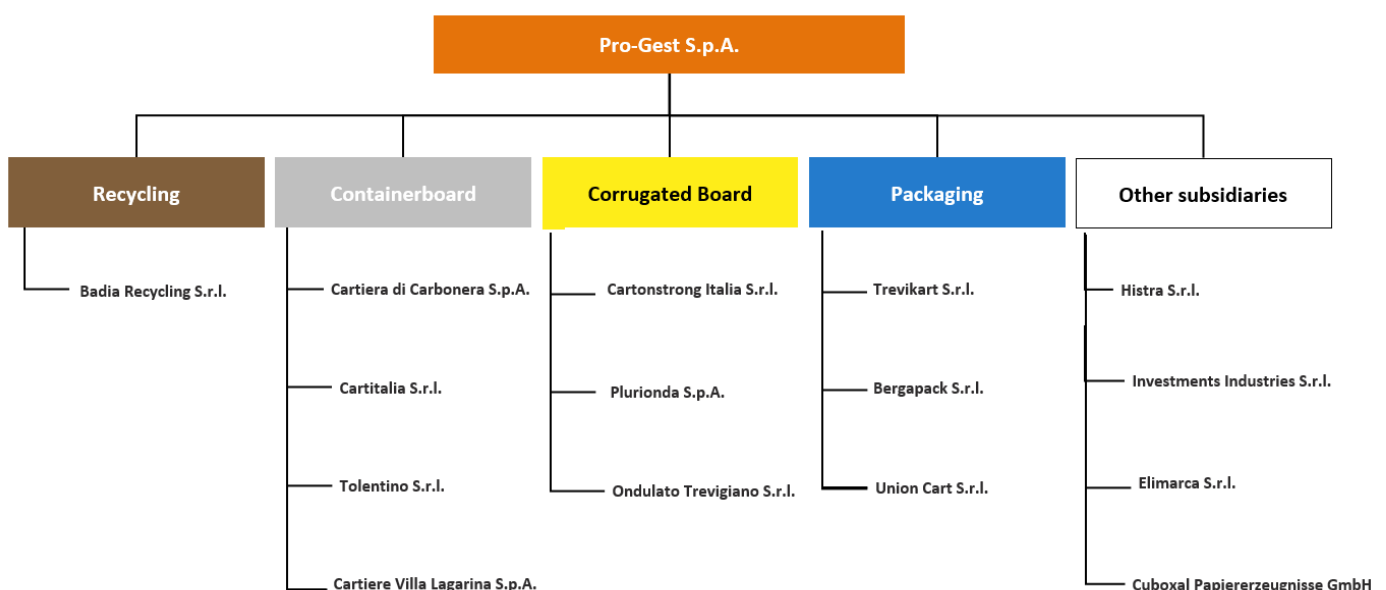 Pro-Gest S.p.A.
Recycling
Containerboard
Corrugated Board
Packaging
Other subsidiaries
Badia Recycling S.r.l.
Cartiera di Carbonera S.p.A.
Cartitalia S.r.l.
Tolentino S.r.l.
Cartiere Villa Lagarina S.p.A.
Cartonstrong Italia S.r.l.
Plurionda S.p.A.
Ondulato Trevigiano S.r.l.
Trevikart S.r.l.
Bergapack S.r.l.
Union Cart S.r.l.
Histra S.r.l.
Investments Industries S.r.l.
Elimarca S.r.l.
Cuboxal Papiererzeugnisse GmbH